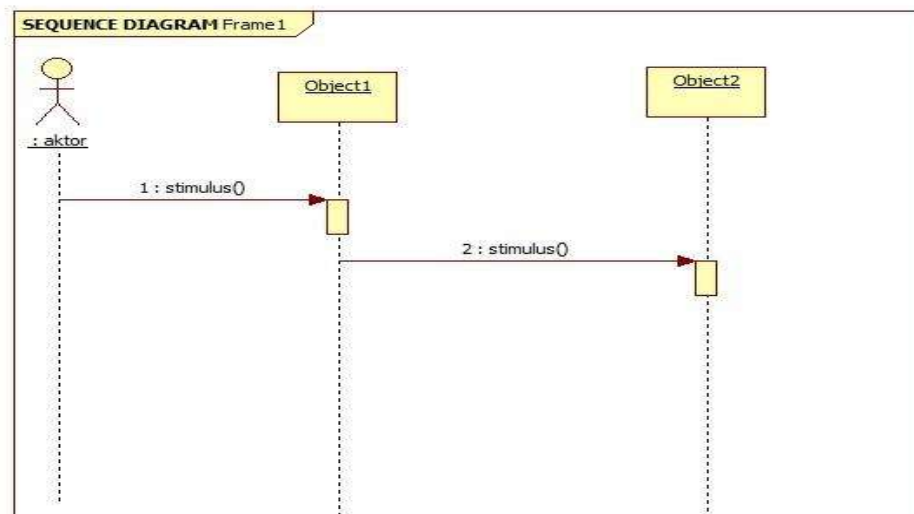 SEQUENCE DIAGRAM Frame1
Object1
Object2
: aktor
1 : stimulus()
2 : stimulus()